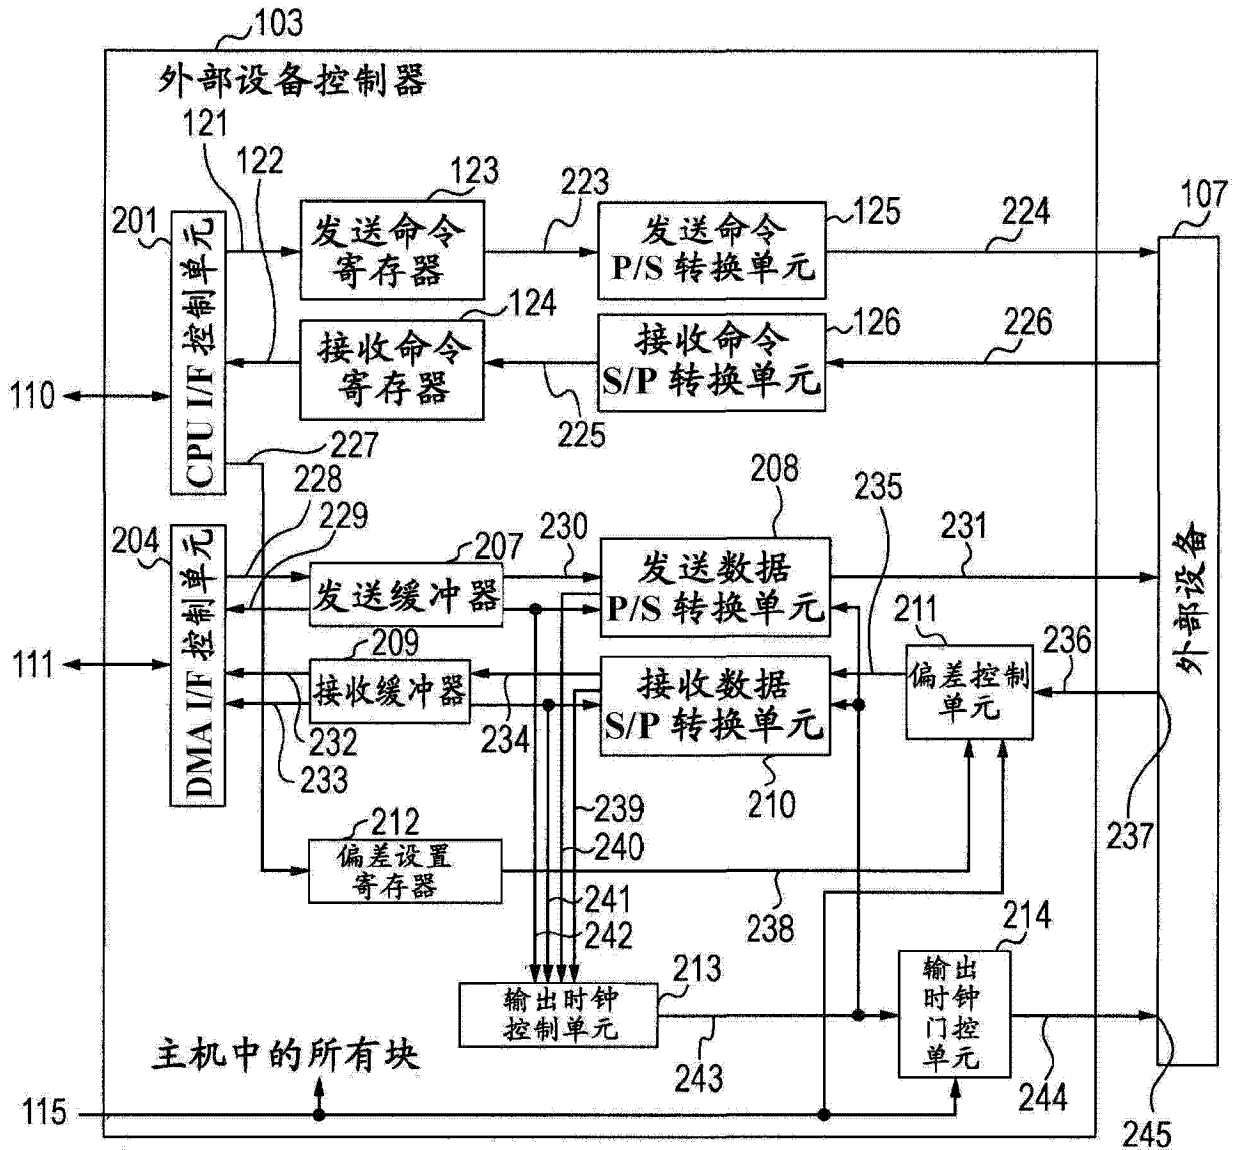 103
外部设备控制器
121
122
123
223
125
224
107
201
CPU I/F 控制单元
发送命令
寄存器
发送命令
P/S 转换单元
124
126
226
接收命令
寄存器
接收命令
S/P 转换单元
110
225
227
228
229
208
235
204
DMA I/F 控制单元
207
230
231
发送缓冲器
发送数据
P/S 转换单元
外部设备
211
236
111
209
接收缓冲器
接收数据
S/P 转换单元
偏差控制
单元
232
234
233
210
239
237
212
240
偏差设置
寄存器
241
238
242
214
213
输出时钟
控制单元
输出
时钟
门控
单元
主机中的所有块
243
244
115
245